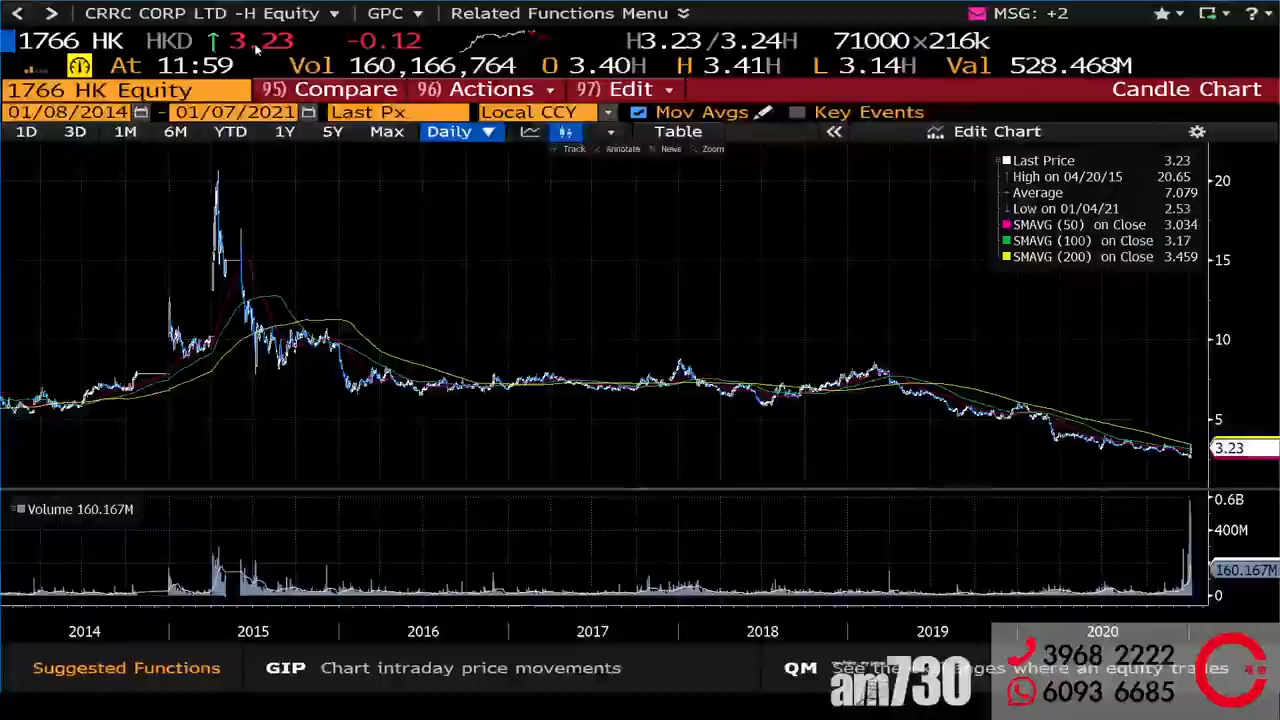 CRRC CORP LTD -H Equity GPC Related Functions Menu MSG: +2 ?
1766 HK HKD ↑ 3.23 -0.12 H3.23/3.24H 71000×216k
At 11:59 Vol 160,166,764 O 3.40H H 3.41H L 3.14H Val 528.468M
1766 HK Equity 95) Compare 96) Actions 97) Edit Candle Chart
01/08/2014 - 01/07/2021 Last Px Local CCY Mov Avgs Key Events
1D 3D 1M 6M YTD 1Y 5Y Max Daily ▼ Table « Edit Chart
Track Annotate News Zoom
Last Price 3.23
High on 04/20/15 20.65
Average 7.079
Low on 01/04/21 2.53
SMAVG (50) on Close 3.034
SMAVG (100) on Close 3.17
SMAVG (200) on Close 3.459
20
15
10
5
3.23
Volume 160.167M
0.6B
400M
160.167M
0
2014 2015 2016 2017 2018 2019 2020
Suggested Functions GIP Chart intraday price movements QM See the exchanges where an equity trades
am730
3968 2222
6093 6685